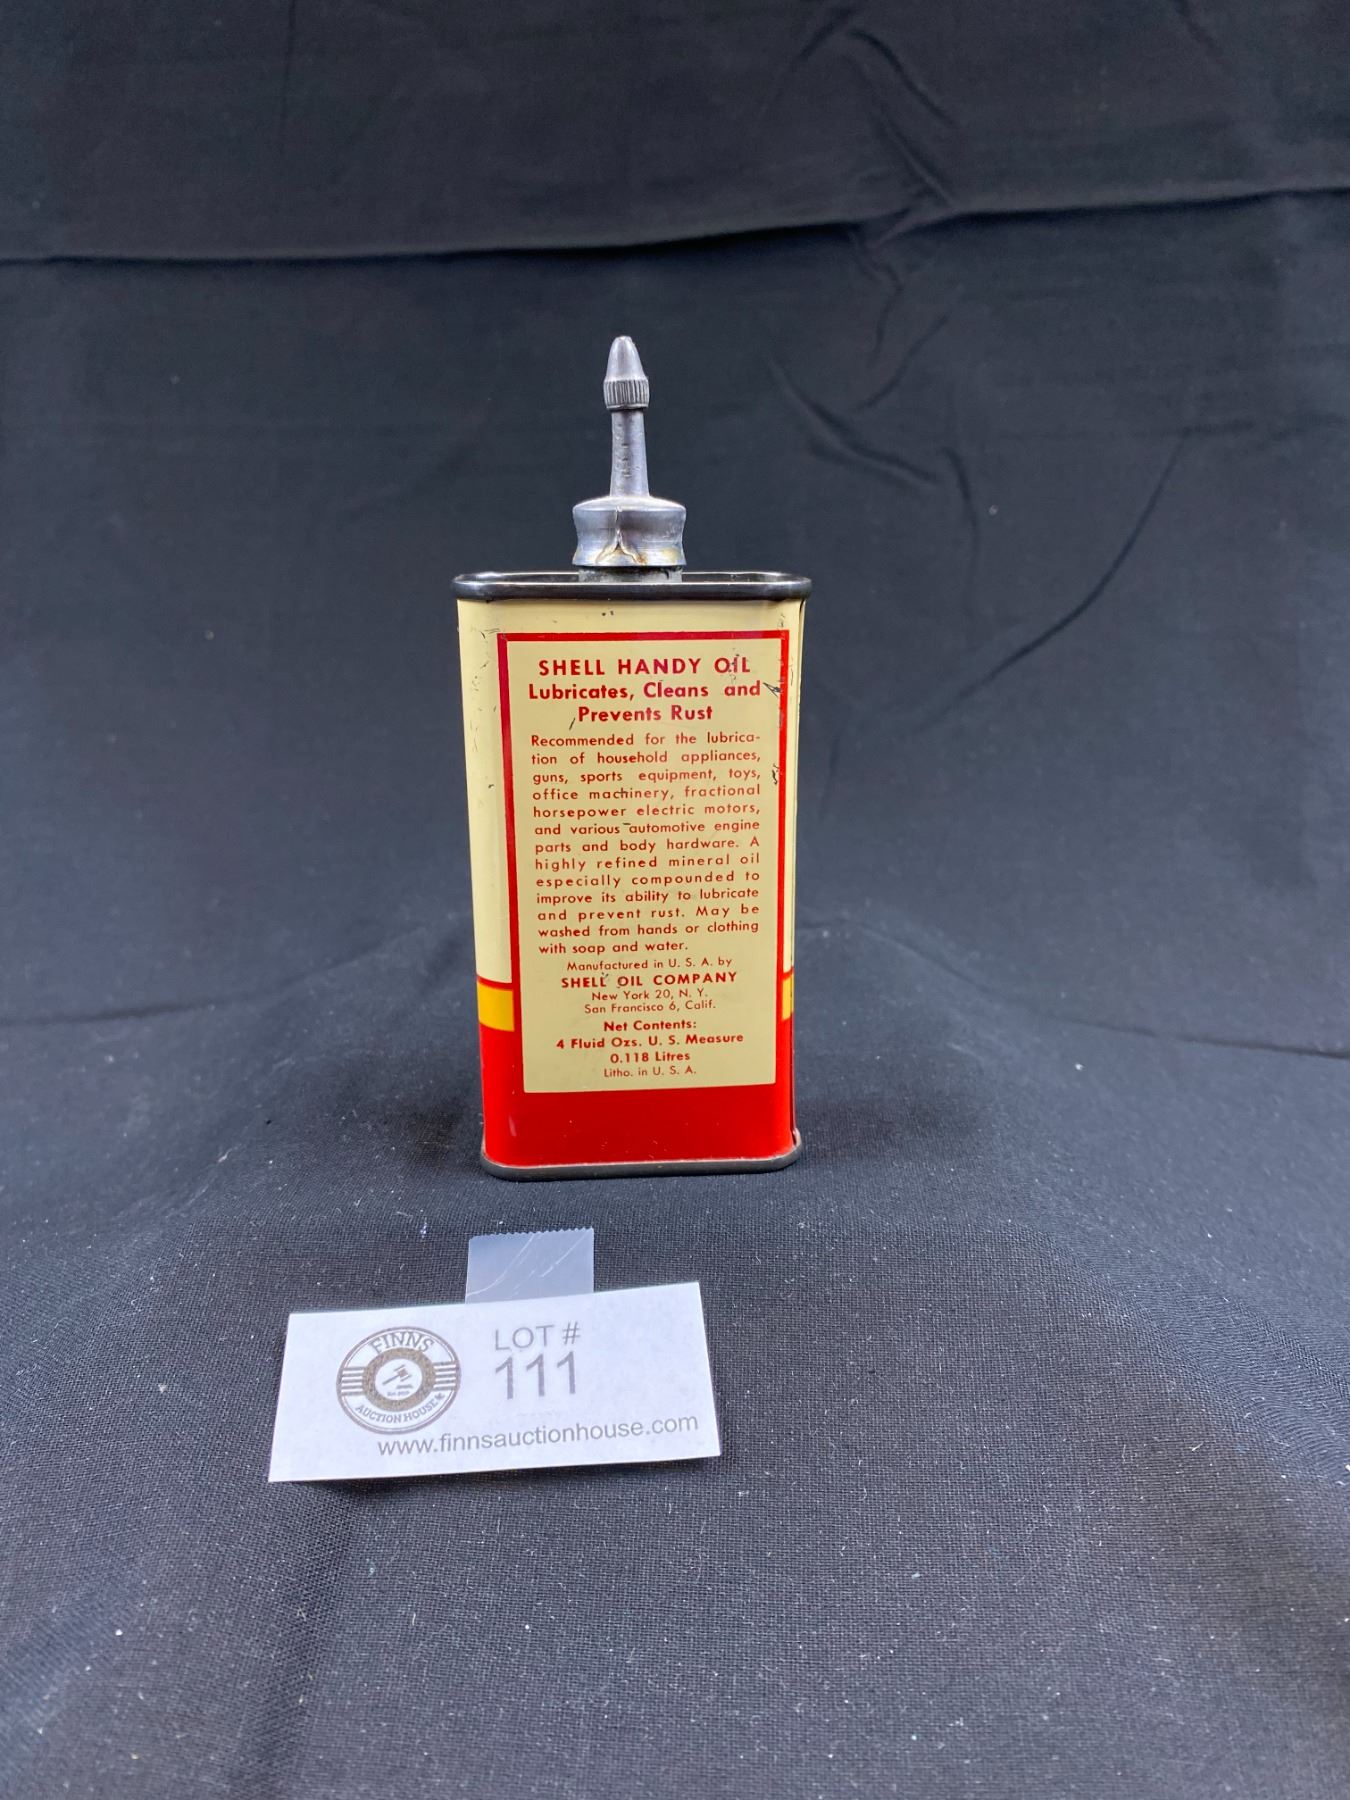 SHELL HANDY OIL
Lubricates, Cleans and
Prevents Rust
Recommended for the lubrica-
tion of household appliances,
guns, sports equipment, toys,
office machinery, fractional
horsepower electric motors,
and various automotive engine
parts and body hardware. A
highly refined mineral oil
especially compounded to
improve its ability to lubricate
and prevent rust. May be
washed from hands or clothing
with soap and water.
Manufactured in U. S. A. by
SHELL OIL COMPANY
New York 20, N. Y.
San Francisco 6, Calif.
Net Contents:
4 Fluid Ozs. U. S. Measure
0.118 Litres
Litho. in U. S. A.
FINNS
AUCTION HOUSE
LOT #
111
www.finnsauctionhouse.com